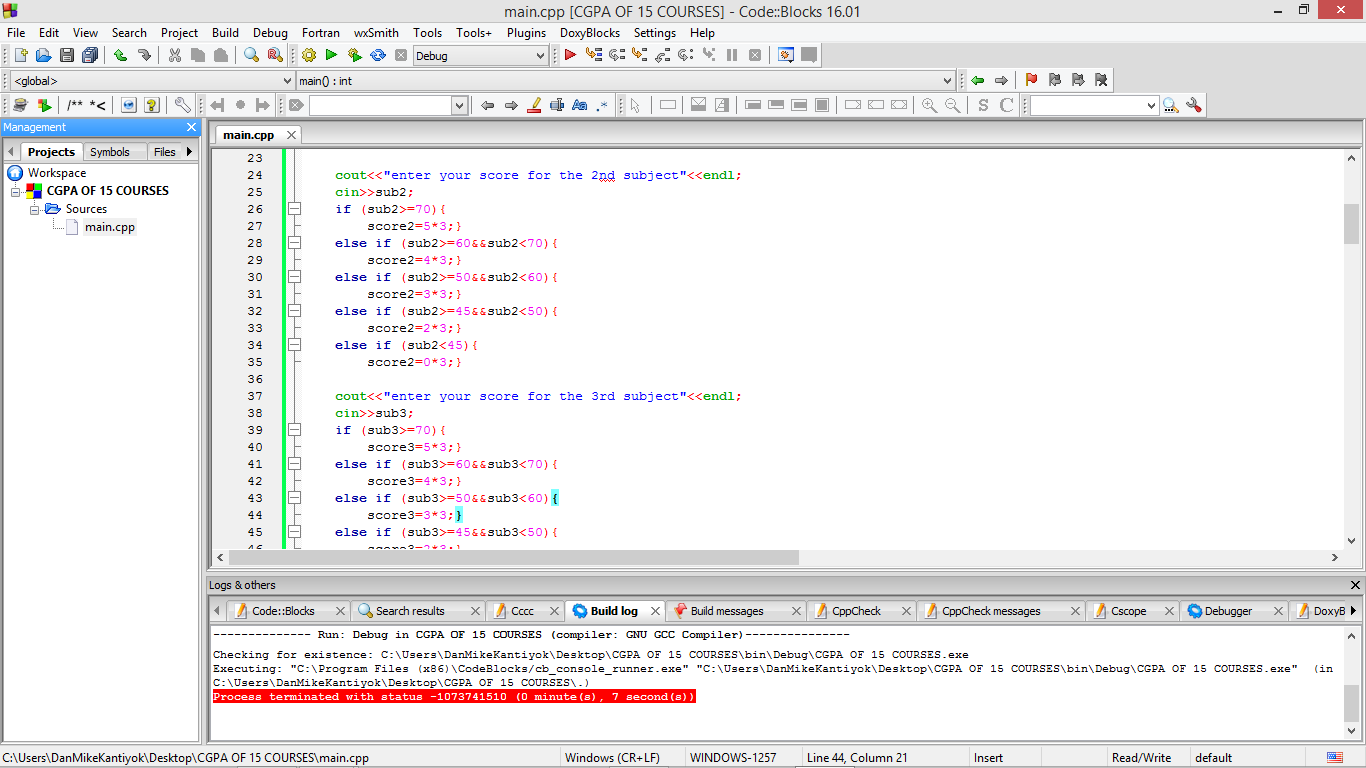 main.cpp [CGPA OF 15 COURSES] - Code::Blocks 16.01
File Edit View Search Project Build Debug Fortran wxSmith Tools Tools+ Plugins DoxyBlocks Settings Help
Debug
<global> main() : int
/** *< Aa .* S C
Management
Projects Symbols Files
main.cpp
Workspace
CGPA OF 15 COURSES
Sources
main.cpp
23
24 cout<<"enter your score for the 2nd subject"<<endl;
25 cin>>sub2;
26 if (sub2>=70){
27 score2=5*3;}
28 else if (sub2>=60&&sub2<70){
29 score2=4*3;}
30 else if (sub2>=50&&sub2<60){
31 score2=3*3;}
32 else if (sub2>=45&&sub2<50){
33 score2=2*3;}
34 else if (sub2<45){
35 score2=0*3;}
36
37 cout<<"enter your score for the 3rd subject"<<endl;
38 cin>>sub3;
39 if (sub3>=70){
40 score3=5*3;}
41 else if (sub3>=60&&sub3<70){
42 score3=4*3;}
43 else if (sub3>=50&&sub3<60){
44 score3=3*3;}
45 else if (sub3>=45&&sub3<50){
46 score3=2*3;}
Logs & others
Code::Blocks Search results Cccc Build log Build messages CppCheck CppCheck messages Cscope Debugger DoxyB
-------------- Run: Debug in CGPA OF 15 COURSES (compiler: GNU GCC Compiler)---------------
Checking for existence: C:\Users\DanMikeKantiyok\Desktop\CGPA OF 15 COURSES\bin\Debug\CGPA OF 15 COURSES.exe
Executing: "C:\Program Files (x86)\CodeBlocks/cb_console_runner.exe" "C:\Users\DanMikeKantiyok\Desktop\CGPA OF 15 COURSES\bin\Debug\CGPA OF 15 COURSES.exe" (in
C:\Users\DanMikeKantiyok\Desktop\CGPA OF 15 COURSES\.)
Process terminated with status -1073741510 (0 minute(s), 7 second(s))
C:\Users\DanMikeKantiyok\Desktop\CGPA OF 15 COURSES\main.cpp Windows (CR+LF) WINDOWS-1257 Line 44, Column 21 Insert Read/Write default